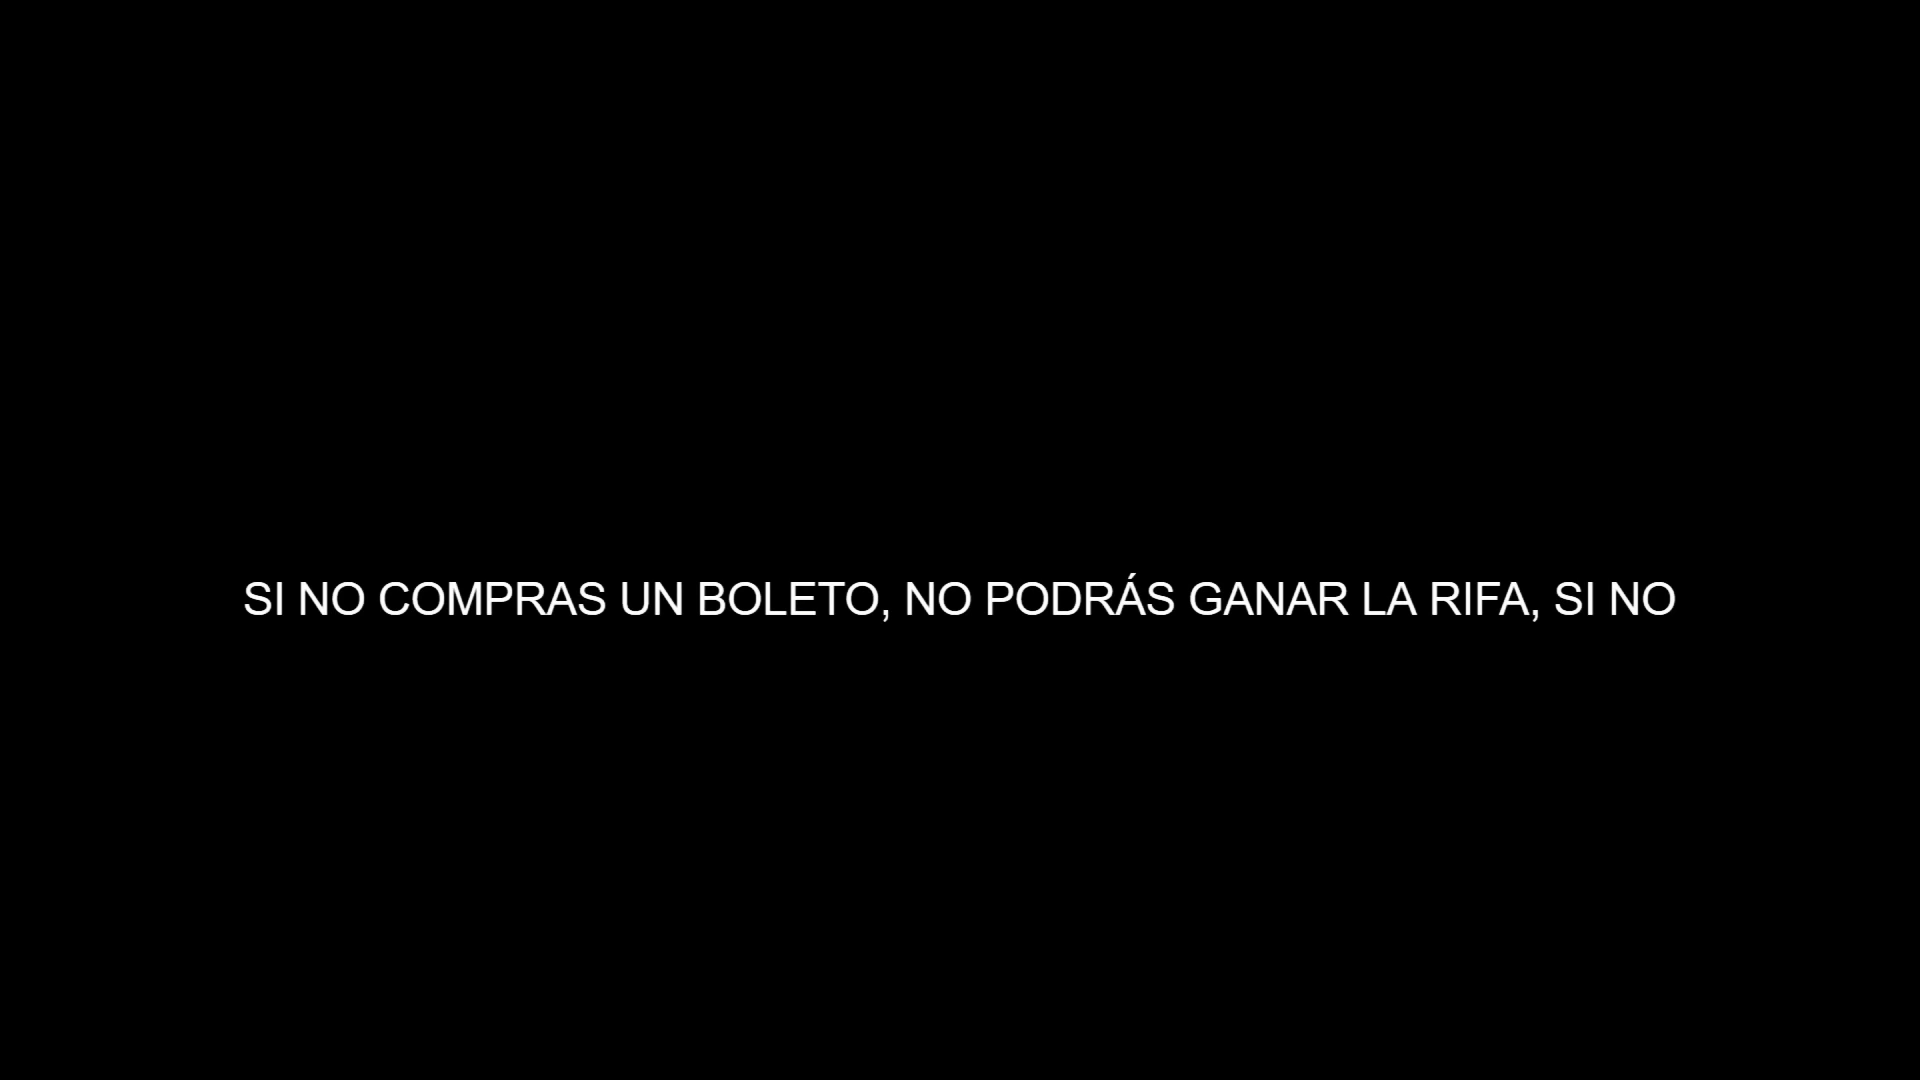 SI NO COMPRAS UN BOLETO, NO PODRÁS GANAR LA RIFA, SI NO